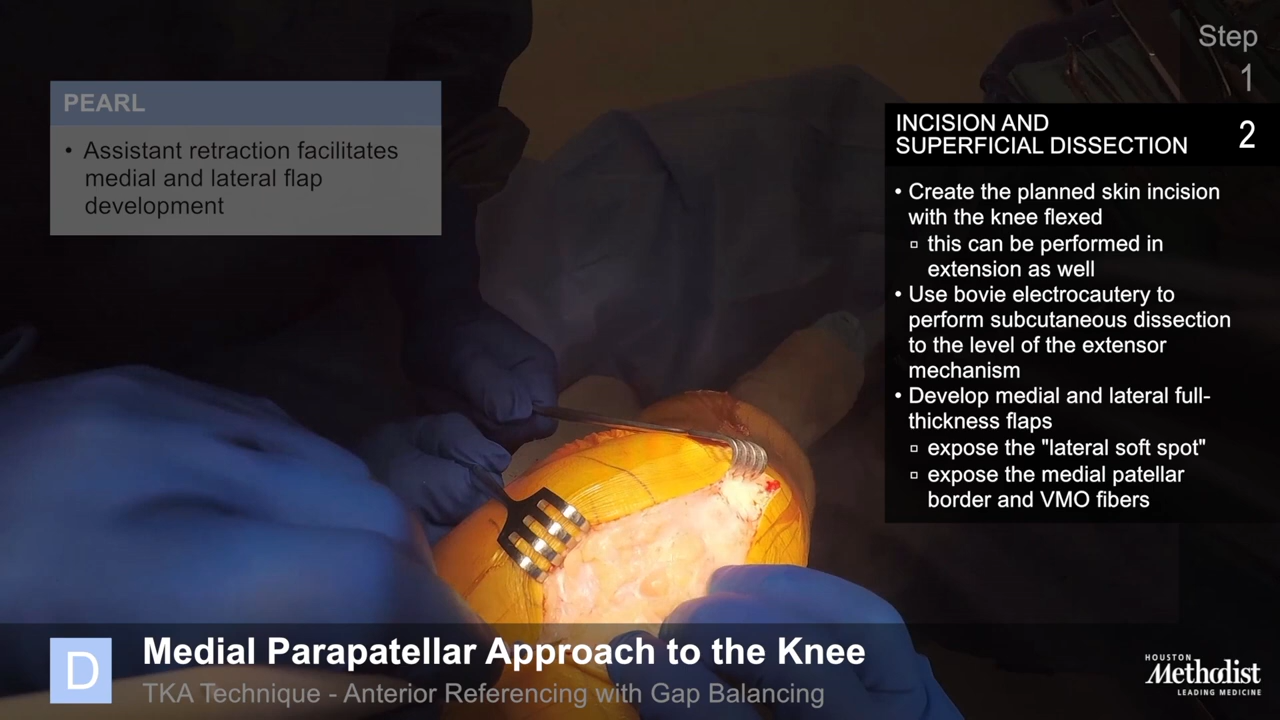 Step
1
PEARL
• Assistant retraction facilitates
medial and lateral flap
development
INCISION AND
SUPERFICIAL DISSECTION
2
• Create the planned skin incision
with the knee flexed
▫ this can be performed in
extension as well
• Use bovie electrocautery to
perform subcutaneous dissection
to the level of the extensor
mechanism
• Develop medial and lateral full-
thickness flaps
▫ expose the "lateral soft spot"
▫ expose the medial patellar
border and VMO fibers
D
Medial Parapatellar Approach to the Knee
TKA Technique - Anterior Referencing with Gap Balancing
HOUSTON
Methodist
LEADING MEDICINE